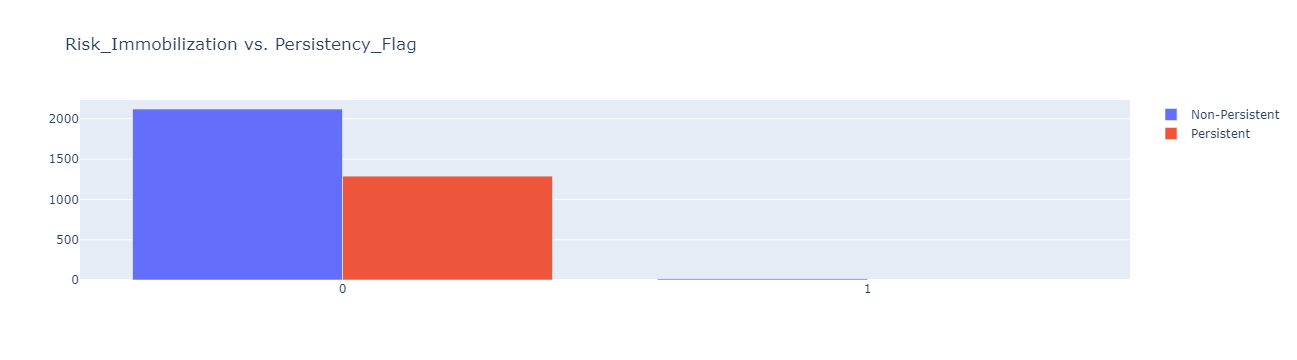 Risk_Immobilization vs. Persistency_Flag
2000
1500
1000
500
0
0
1
Non-Persistent
Persistent